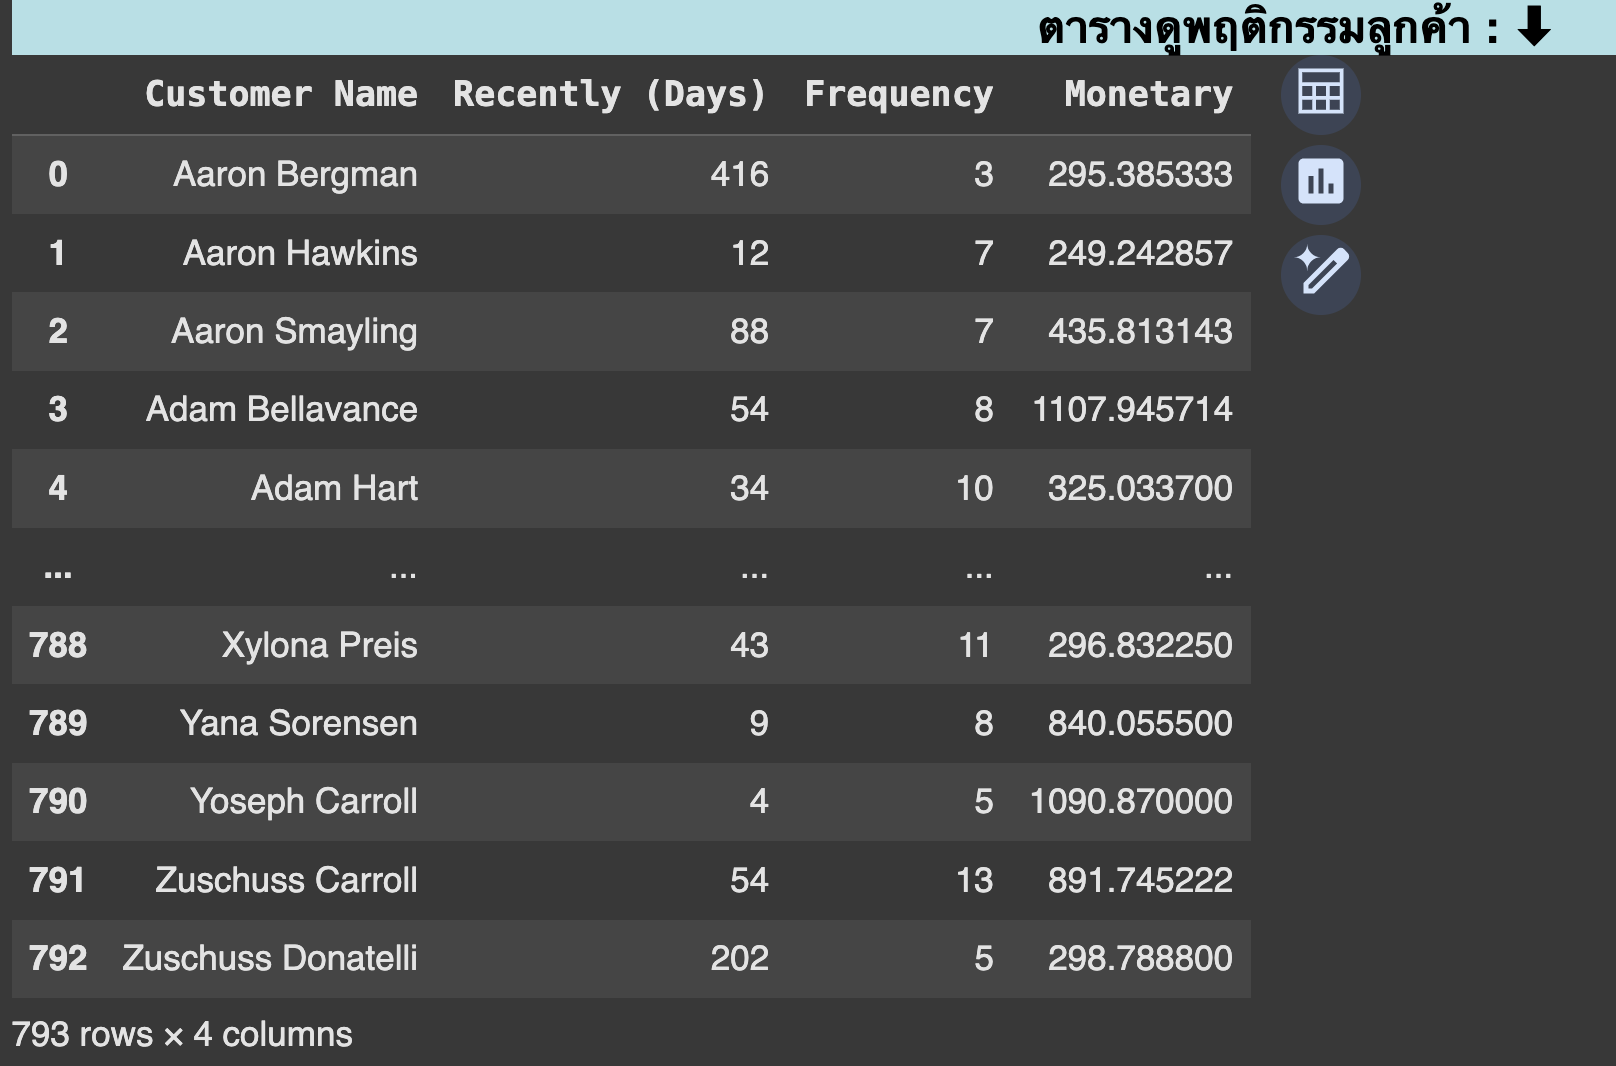 ตารางดูพฤติกรรมลูกค้า : ⬇
Customer Name Recently (Days) Frequency Monetary
0 Aaron Bergman 416 3 295.385333
1 Aaron Hawkins 12 7 249.242857
2 Aaron Smayling 88 7 435.813143
3 Adam Bellavance 54 8 1107.945714
4 Adam Hart 34 10 325.033700
... ... ... ... ...
788 Xylona Preis 43 11 296.832250
789 Yana Sorensen 9 8 840.055500
790 Yoseph Carroll 4 5 1090.870000
791 Zuschuss Carroll 54 13 891.745222
792 Zuschuss Donatelli 202 5 298.788800
793 rows × 4 columns